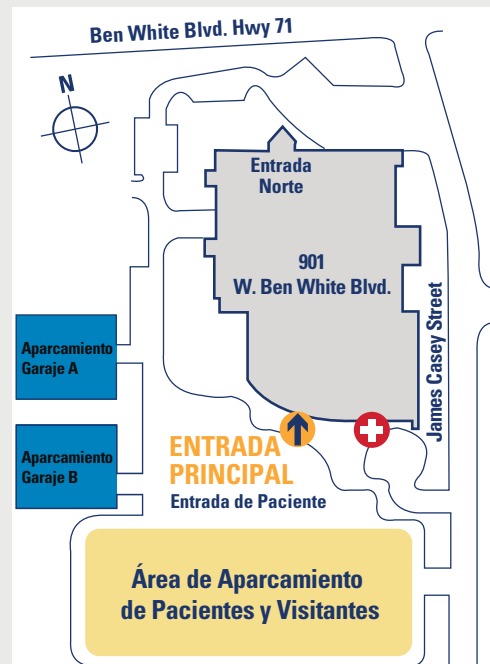 Ben White Blvd. Hwy 71
N
Entrada
Norte
901
W. Ben White Blvd.
James Casey Street
Aparcamiento
Garaje A
Aparcamiento
Garaje B
ENTRADA
PRINCIPAL
Entrada de Paciente
Área de Aparcamiento
de Pacientes y Visitantes